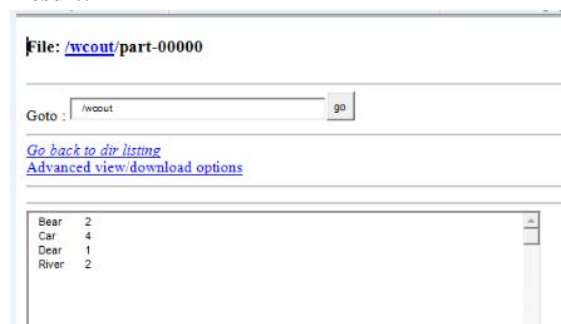 File: /wcout/part-00000
Goto : /wcout go
Go back to dir listing
Advanced view/download options
Bear 2
Car 4
Dear 1
River 2